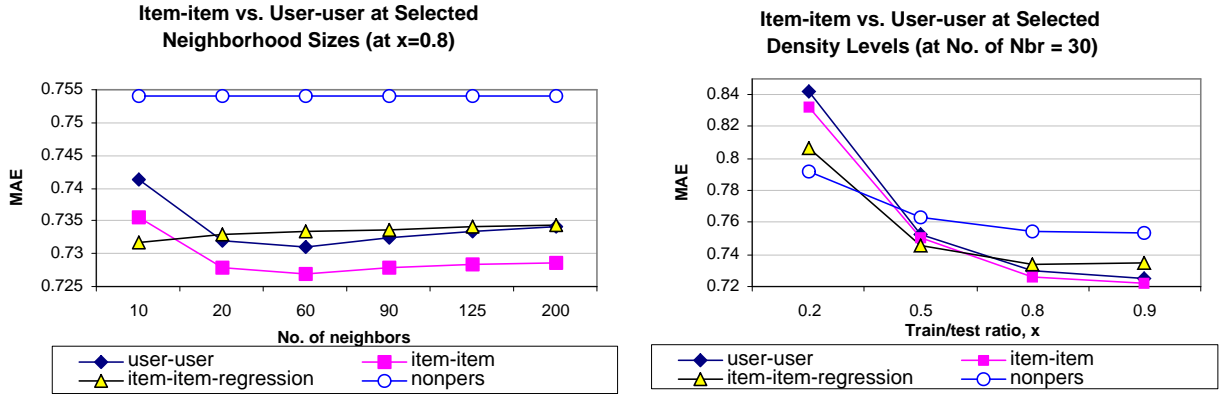 Item-item vs. User-user at Selected
Neighborhood Sizes (at x=0.8)
0.755
0.75
0.745
0.74
0.735
0.73
0.725
MAE
10 20 60 90 125 200
No. of neighbors
user-user item-item
item-item-regression nonpers
Item-item vs. User-user at Selected
Density Levels (at No. of Nbr = 30)
0.84
0.82
0.8
0.78
0.76
0.74
0.72
MAE
0.2 0.5 0.8 0.9
Train/test ratio, x
user-user item-item
item-item-regression nonpers